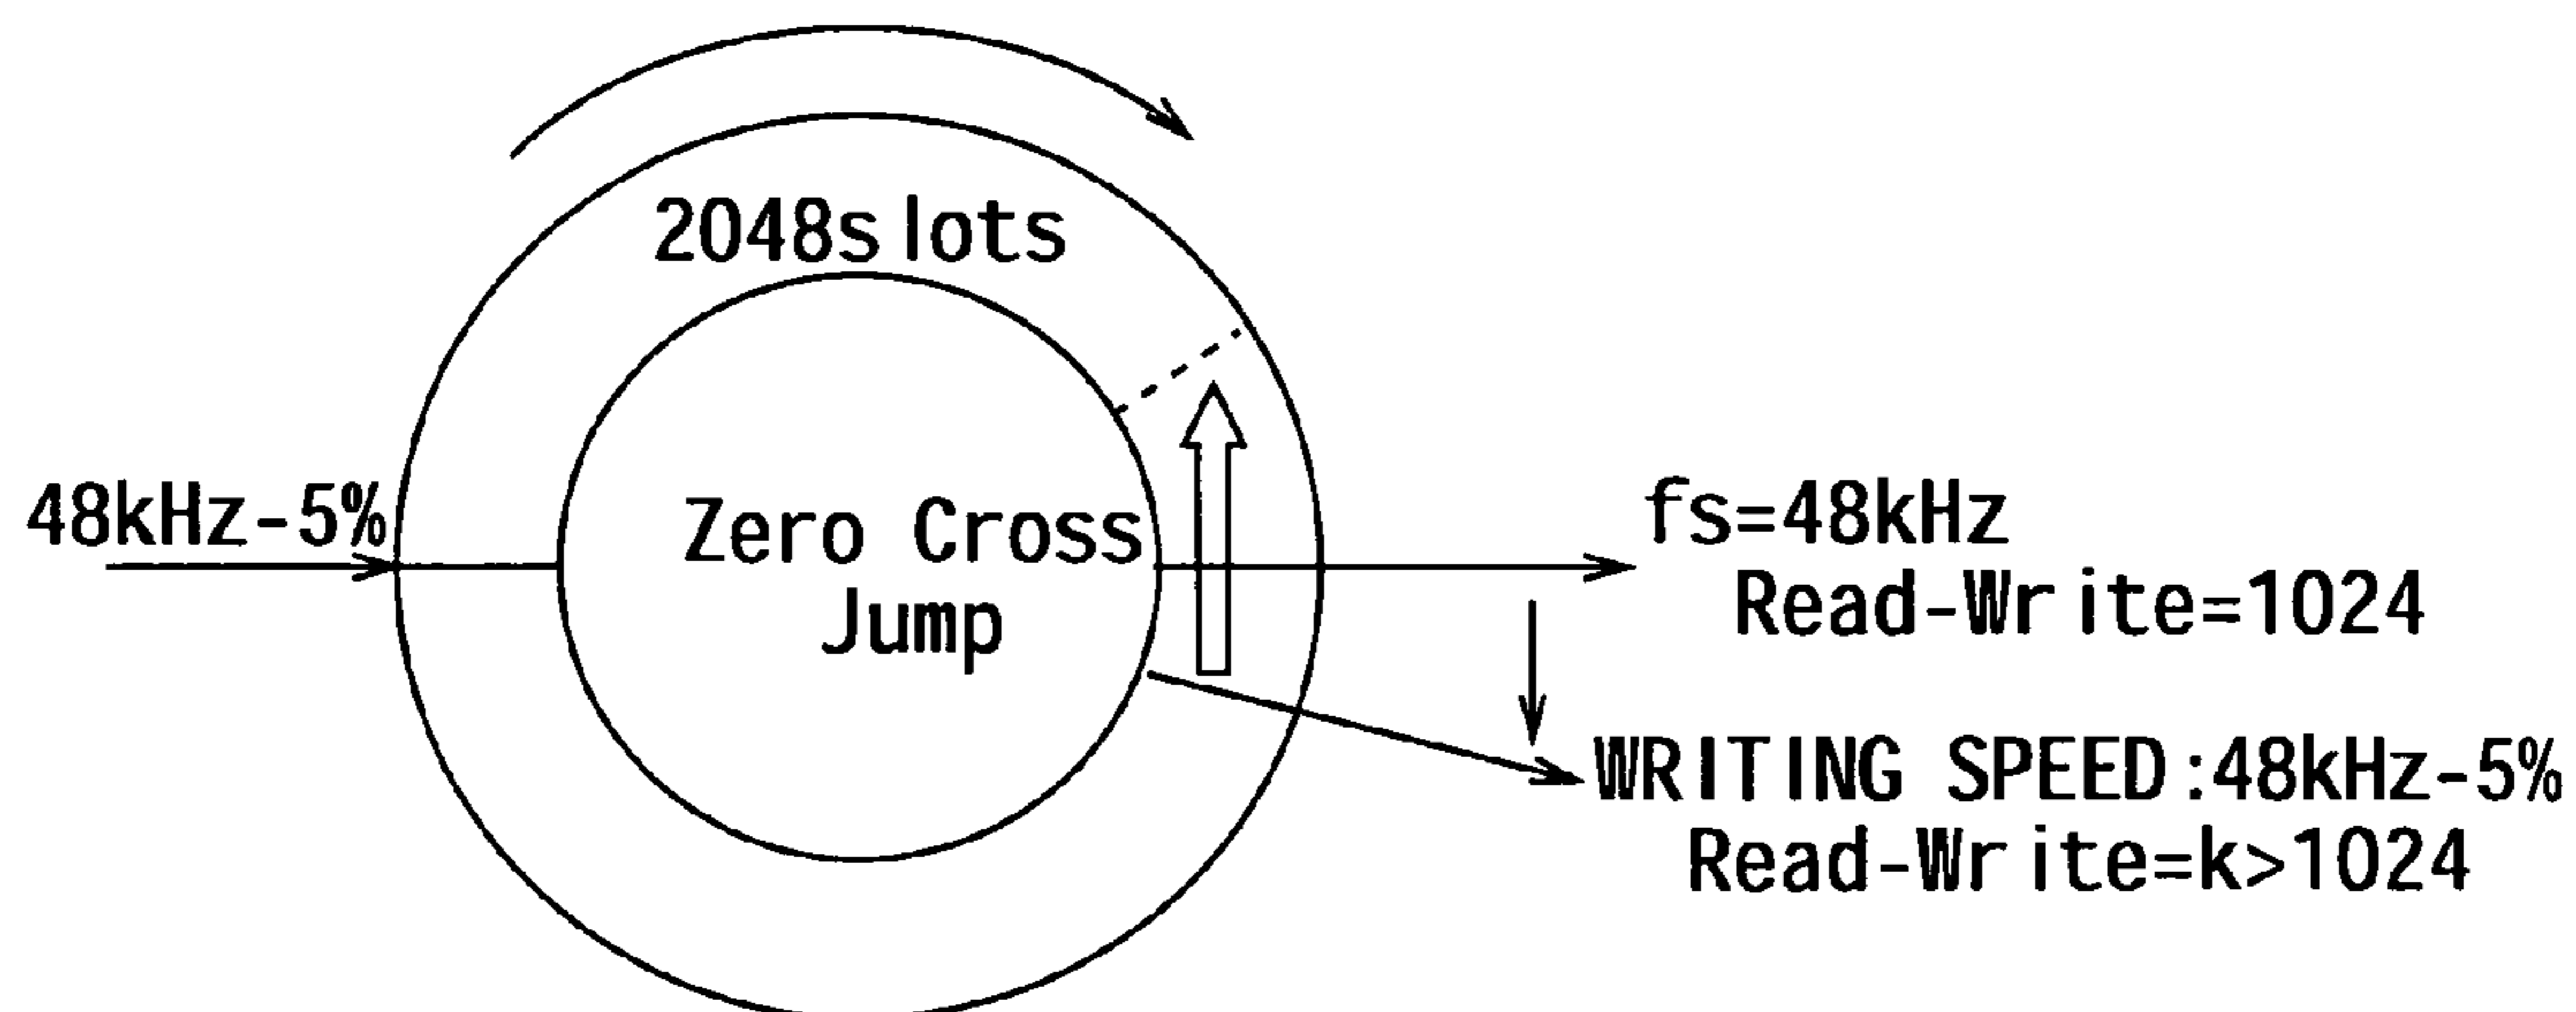 2048slots
48kHz-5%
Zero Cross
Jump
fs=48kHz
Read-Write=1024
WRITING SPEED:48kHz-5%
Read-Write=k>1024